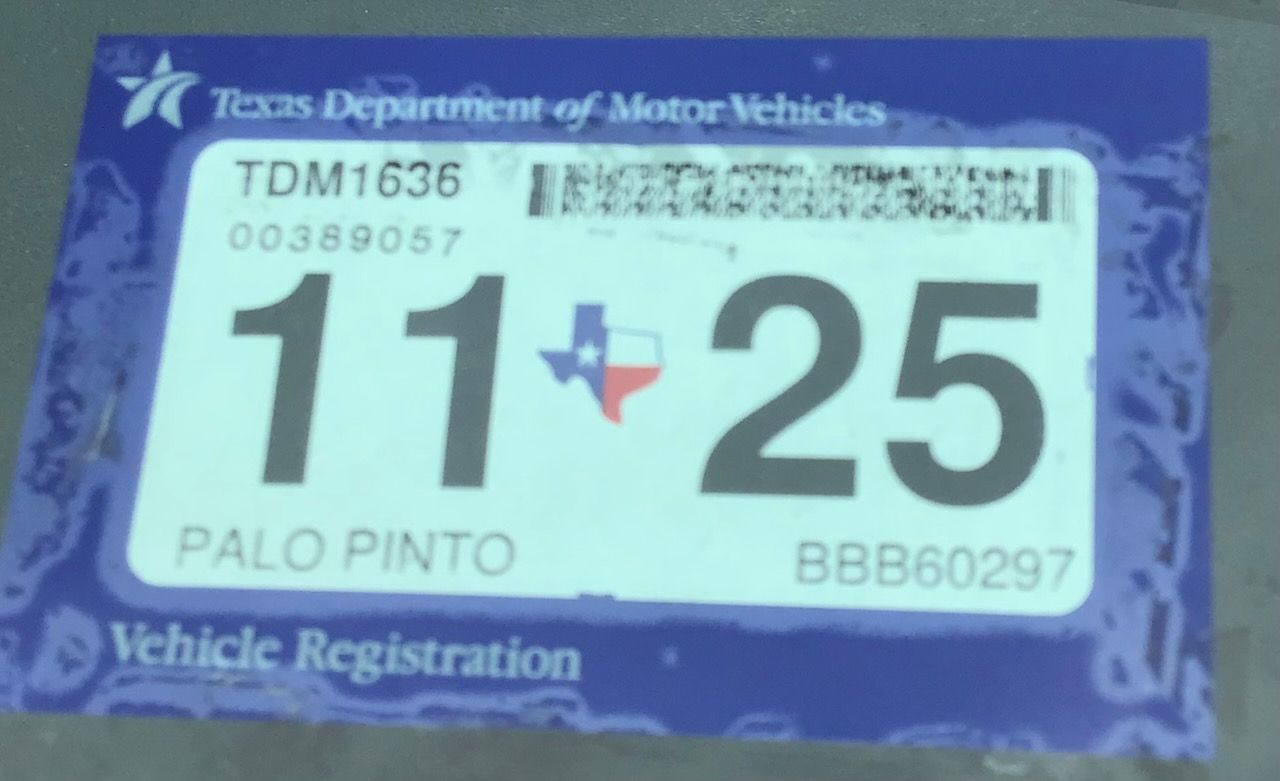 Texas Department of Motor Vehicles
TDM1636
00389057
11 25
PALO PINTO BBB60297
Vehicle Registration